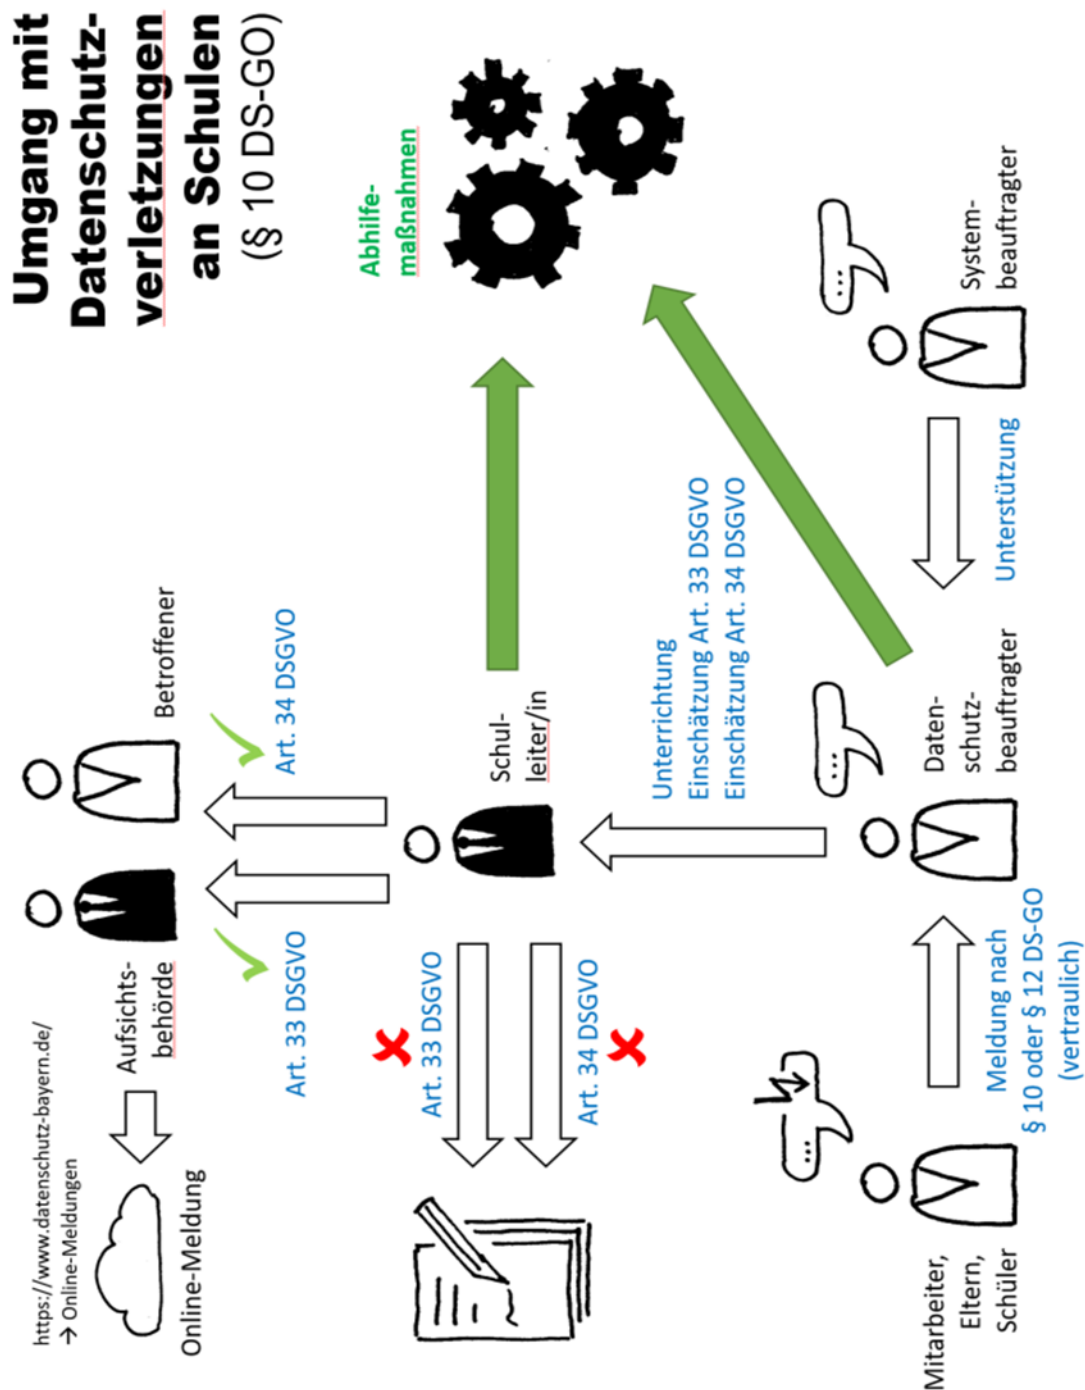 Umgang mit
Datenschutz-
verletzungen
an Schulen
(§ 10 DS-GO)
https://www.datenschutz-bayern.de/
→ Online-Meldungen
Online-Meldung
Aufsichts-
behörde
Betroffener
Art. 33 DSGVO
Art. 34 DSGVO
Abhilfe-
maßnahmen
Art. 33 DSGVO
Art. 34 DSGVO
Schul-
leiter/in
Unterrichtung
Einschätzung Art. 33 DSGVO
Einschätzung Art. 34 DSGVO
...
...
...
Mitarbeiter,
Eltern,
Schüler
Meldung nach
§ 10 oder § 12 DS-GO
(vertraulich)
Daten-
schutz-
beauftragter
Unterstützung
System-
beauftragter